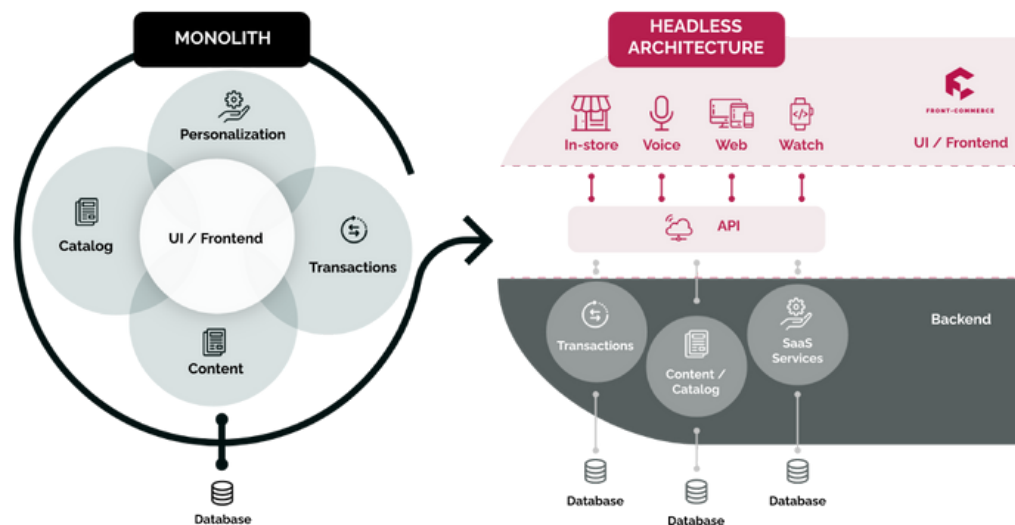 MONOLITH
Personalization
Catalog
UI / Frontend
Transactions
Content
Database
HEADLESS
ARCHITECTURE
In-store
Voice
Web
Watch
FRONT-COMMERCE
UI / Frontend
API
Backend
Transactions
Content /
Catalog
SaaS
Services
Database
Database
Database